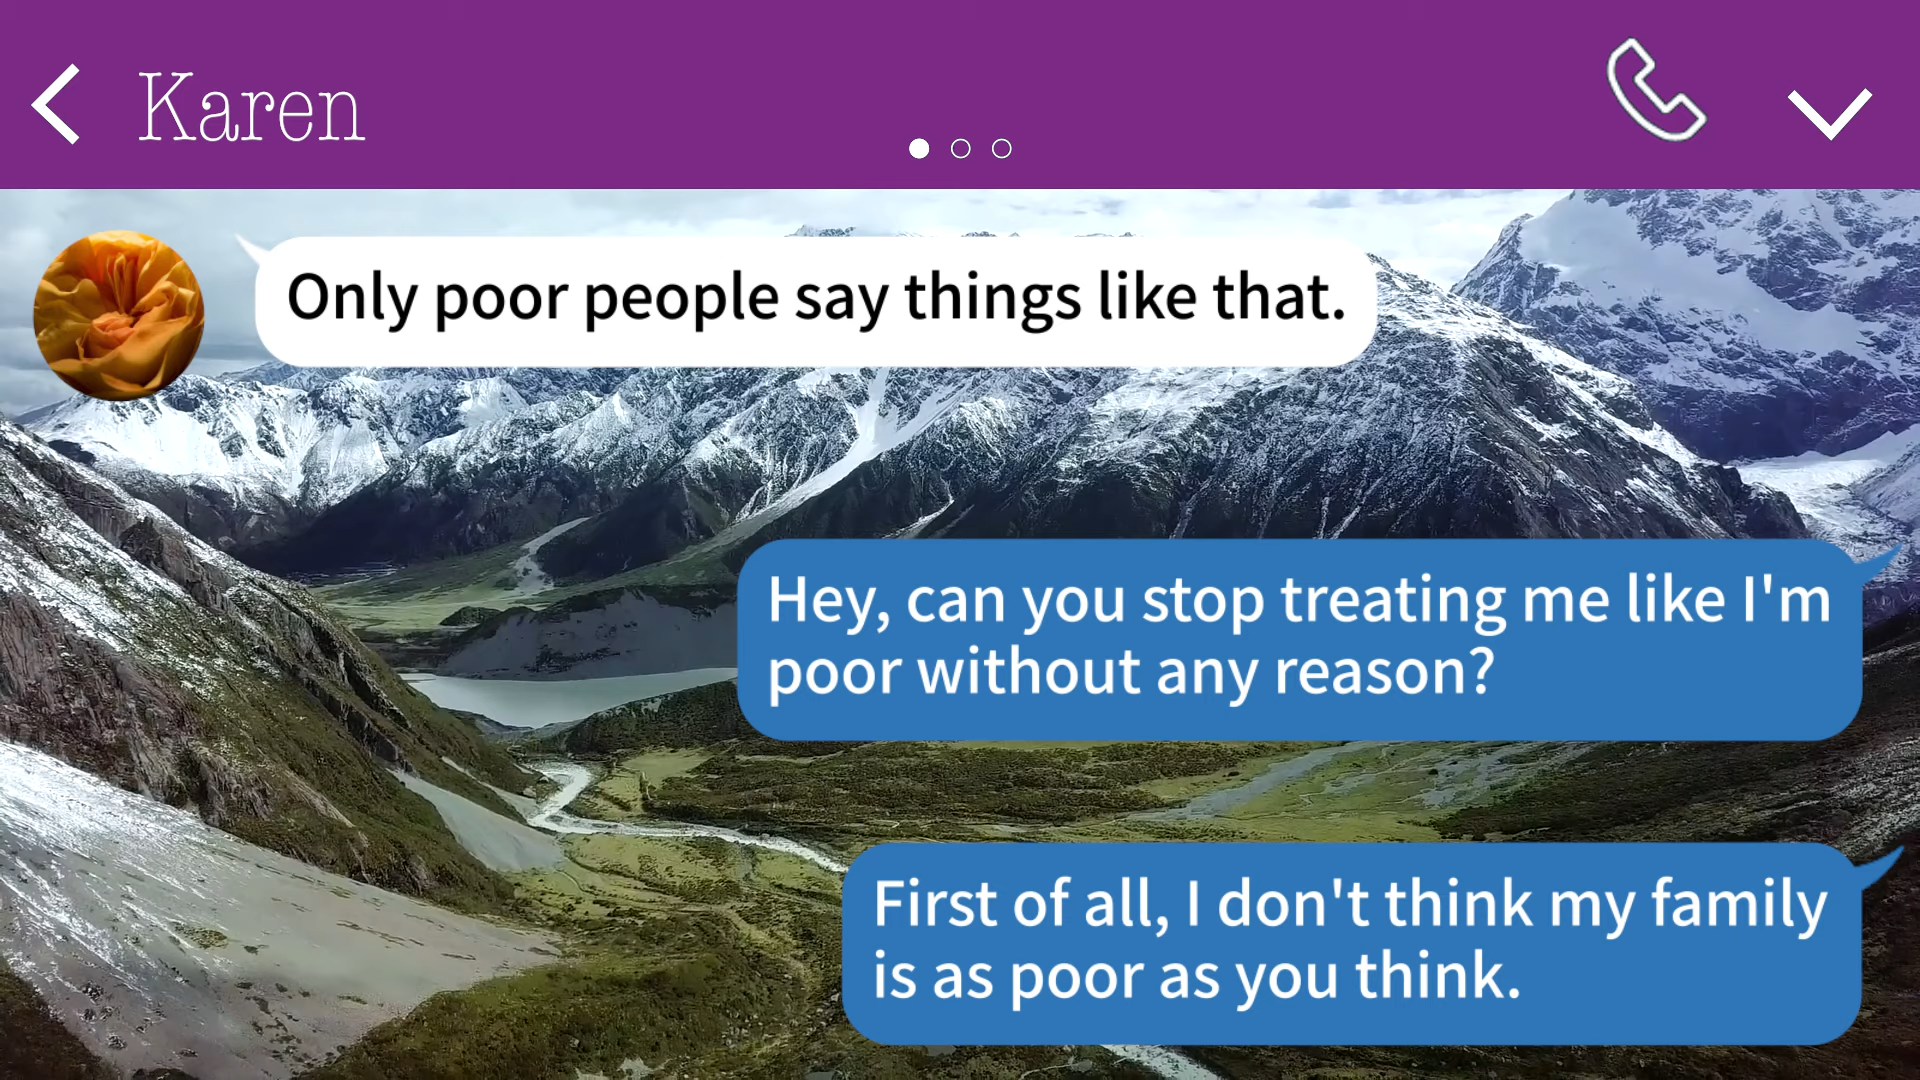 Karen
Only poor people say things like that.
Hey, can you stop treating me like I'm
poor without any reason?
First of all, I don't think my family
is as poor as you think.